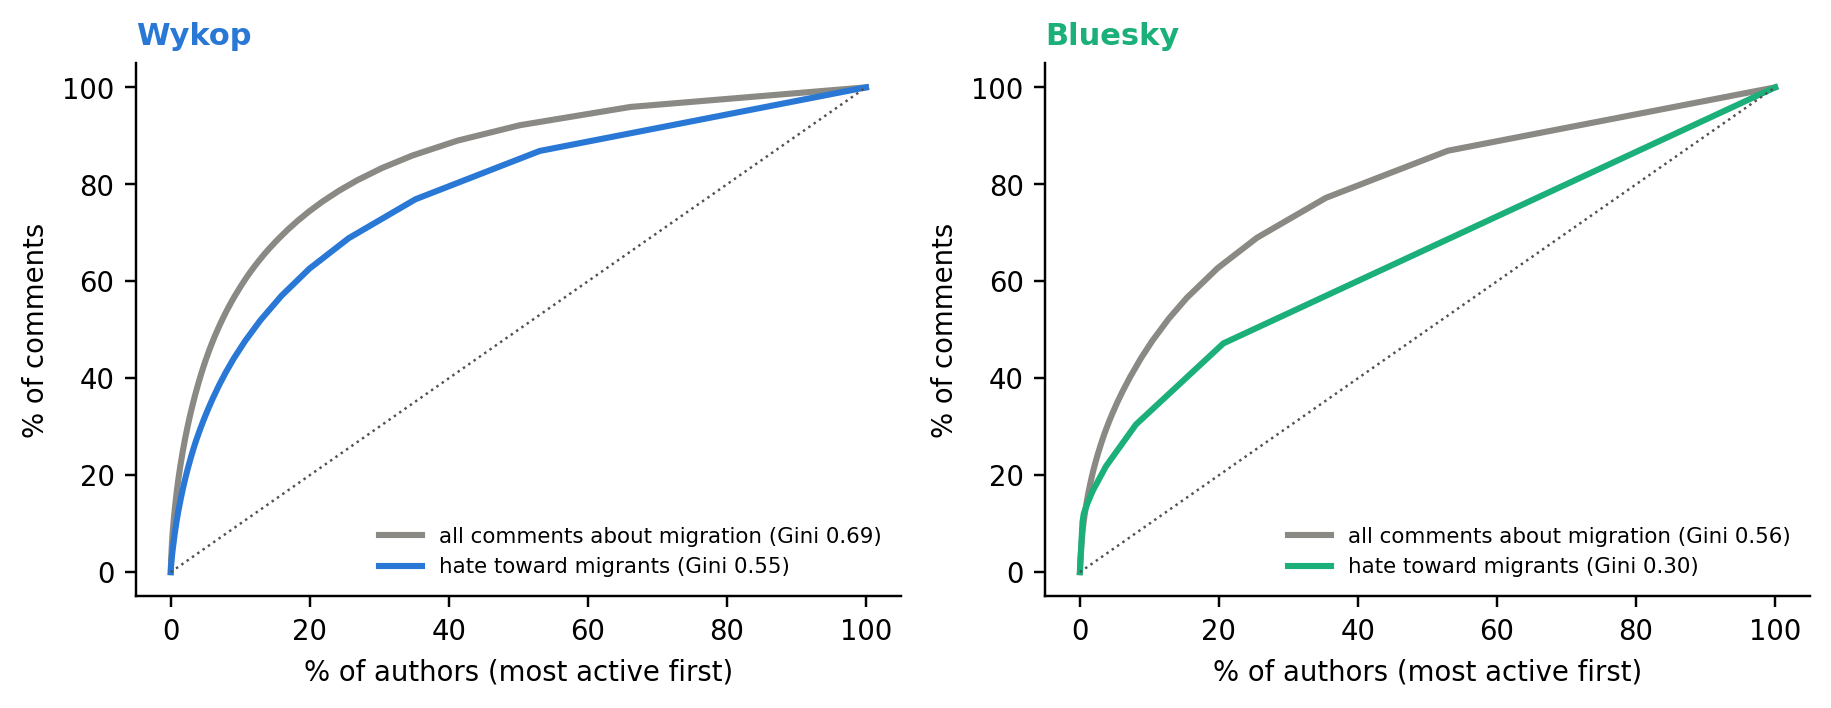 Wykop
% of comments
100
80
60
40
20
0
all comments about migration (Gini 0.69)
hate toward migrants (Gini 0.55)
0 20 40 60 80 100
% of authors (most active first)
Bluesky
% of comments
100
80
60
40
20
0
all comments about migration (Gini 0.56)
hate toward migrants (Gini 0.30)
0 20 40 60 80 100
% of authors (most active first)